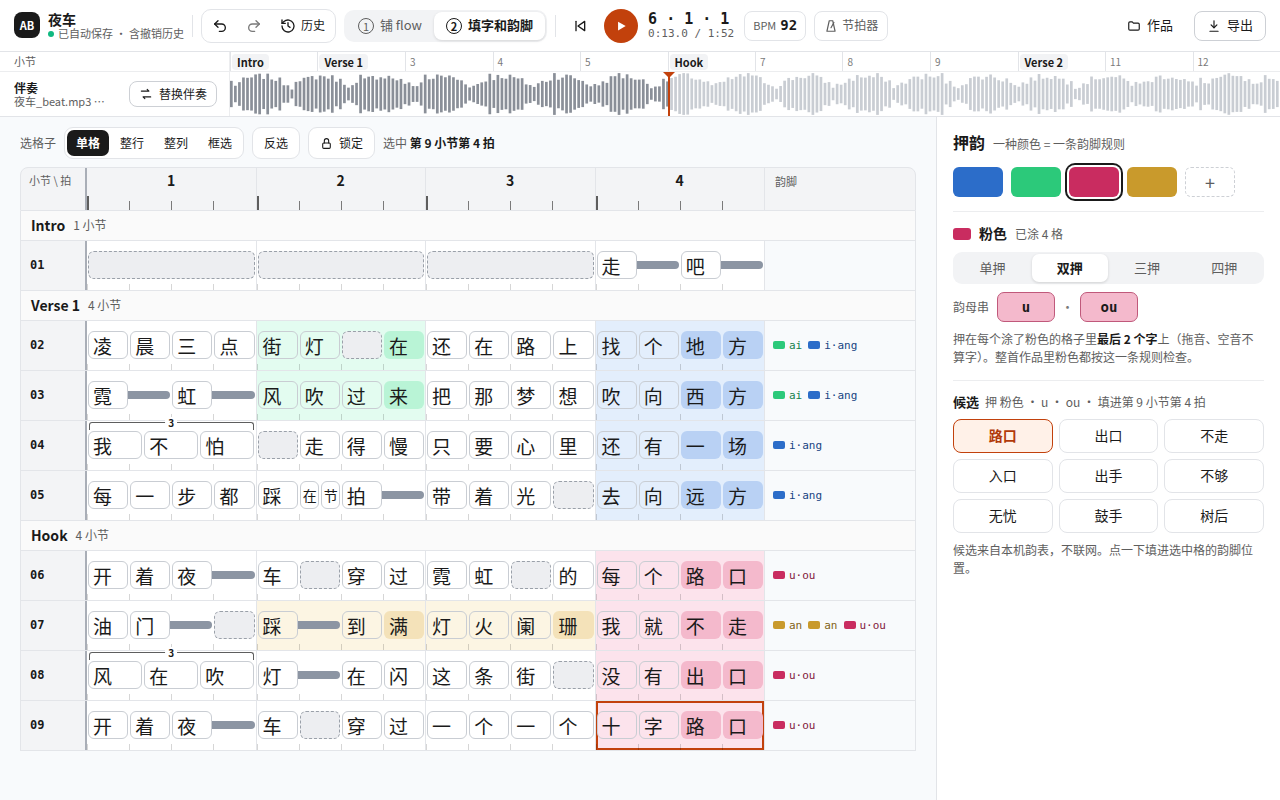 AB 夜车
已自动保存 · 含撤销历史
历史
① 铺 flow ② 填字和韵脚
6 · 1 · 1
0:13.0 / 1:52
BPM 92
节拍器
作品
导出
小节 Intro Verse 1 3 4 5 Hook 7 8 9 Verse 2 11 12
伴奏
夜车_beat.mp3 ···
替换伴奏
选格子 单格 整行 整列 框选 反选 锁定 选中 第 9 小节第 4 拍
小节 \ 拍 1 2 3 4 韵脚
Intro 1 小节
01 走 吧
Verse 1 4 小节
02 凌 晨 三 点 街 灯 在 还 在 路 上 找 个 地 方 ai i·ang
03 霓 虹 风 吹 过 来 把 那 梦 想 吹 向 西 方 ai i·ang
3
04 我 不 怕 走 得 慢 只 要 心 里 还 有 一 场 i·ang
05 每 一 步 都 踩 在 节 拍 带 着 光 去 向 远 方 i·ang
Hook 4 小节
06 开 着 夜 车 穿 过 霓 虹 的 每 个 路 口 u·ou
07 油 门 踩 到 满 灯 火 阑 珊 我 就 不 走 an an u·ou
3
08 风 在 吹 灯 在 闪 这 条 街 没 有 出 口 u·ou
09 开 着 夜 车 穿 过 一 个 一 个 十 字 路 口 u·ou
押韵 一种颜色 = 一条韵脚规则
+
粉色 已涂 4 格
单押 双押 三押 四押
韵母串 u · ou
押在每个涂了粉色的格子里最后 2 个字上（拖音、空音不
算字）。整首作品里粉色都按这一条规则检查。
候选 押 粉色 · u · ou · 填进第 9 小节第 4 拍
路口 出口 不走
入口 出手 不够
无忧 鼓手 树后
候选来自本机韵表，不联网。点一下填进选中格的韵脚位
置。